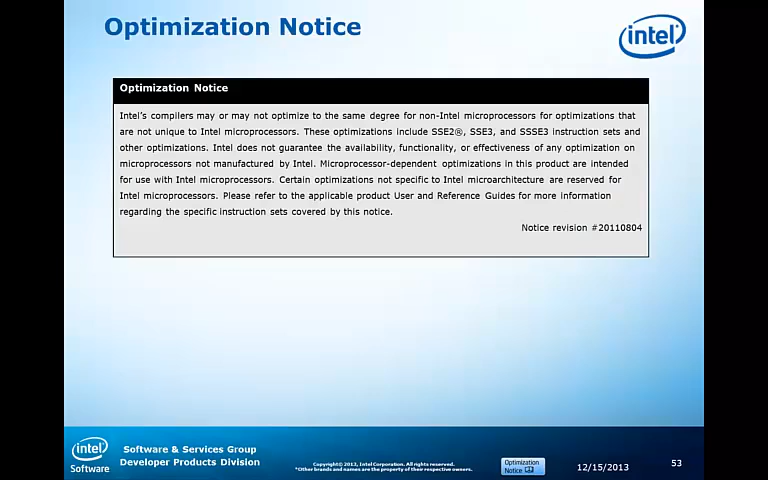 Optimization Notice
intel
Optimization Notice
Intel's compilers may or may not optimize to the same degree for non-Intel microprocessors for optimizations that
are not unique to Intel microprocessors. These optimizations include SSE2®, SSE3, and SSSE3 instruction sets and
other optimizations. Intel does not guarantee the availability, functionality, or effectiveness of any optimization on
microprocessors not manufactured by Intel. Microprocessor-dependent optimizations in this product are intended
for use with Intel microprocessors. Certain optimizations not specific to Intel microarchitecture are reserved for
Intel microprocessors. Please refer to the applicable product User and Reference Guides for more information
regarding the specific instruction sets covered by this notice.
Notice revision #20110804
intel
Software
Software & Services Group
Developer Products Division
Copyright© 2013, Intel Corporation. All rights reserved.
*Other brands and names are the property of their respective owners.
Optimization
Notice
12/15/2013
53